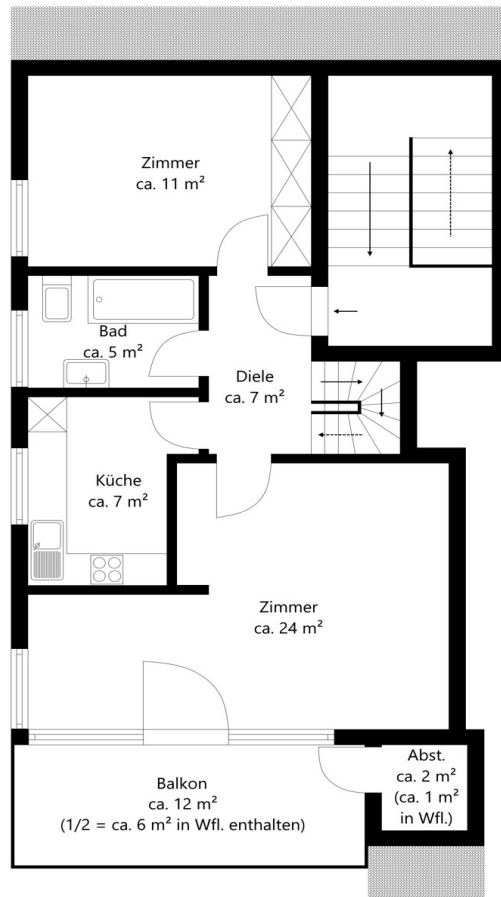 Zimmer
ca. 11 m²
Bad
ca. 5 m²
Diele
ca. 7 m²
Küche
ca. 7 m²
Zimmer
ca. 24 m²
Balkon
ca. 12 m²
(1/2 = ca. 6 m² in Wfl. enthalten)
Abst.
ca. 2 m²
(ca. 1 m²
in Wfl.)